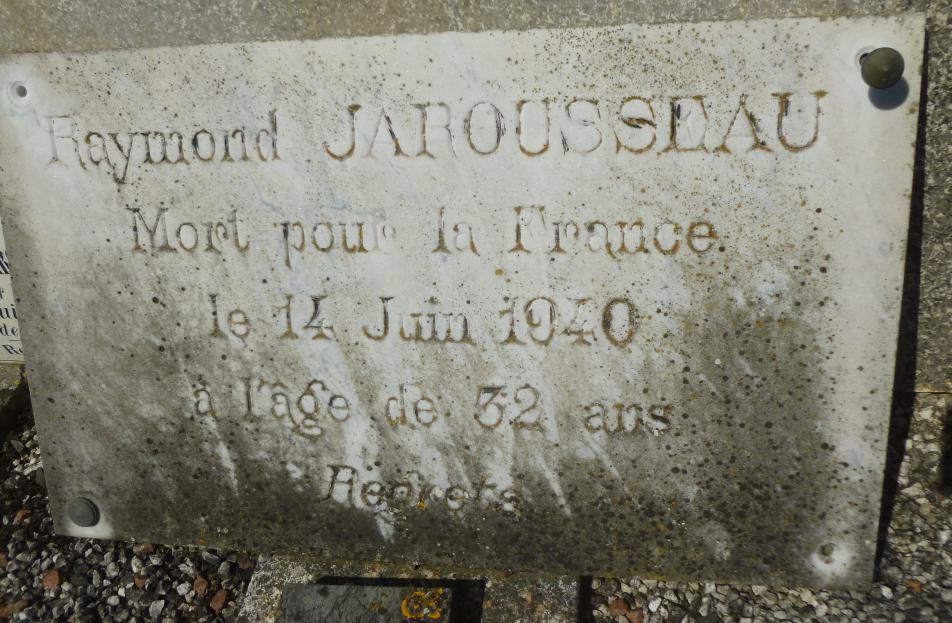 Raymond JAROUSSEAU
Mort pour la France
le 14 Juin 1940
à l'âge de 32 ans
Regrets